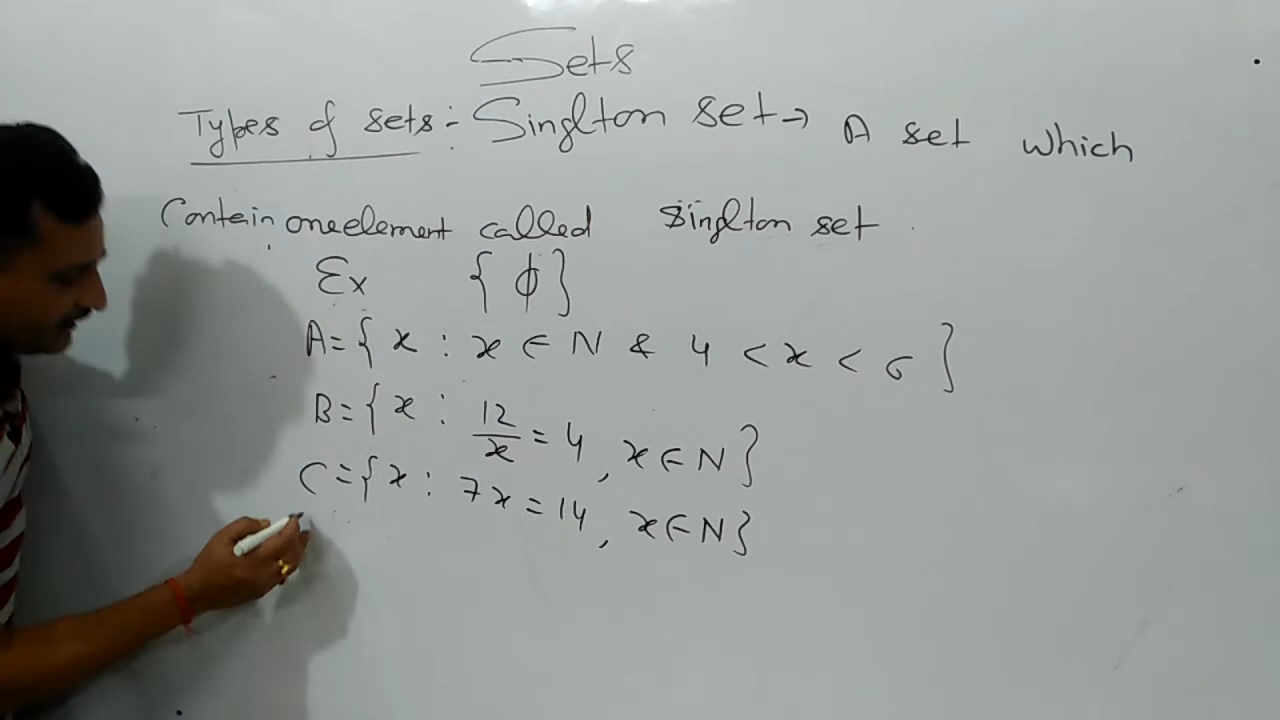 Sets
Types of sets:- Singlton set → A set which
Contain one element called singlton set
Ex {ϕ}
A={x : x ∈ N & 4 < x < 6}
B={x : 12/x = 4, x ∈ N}
C={x : 7x = 14, x ∈ N}